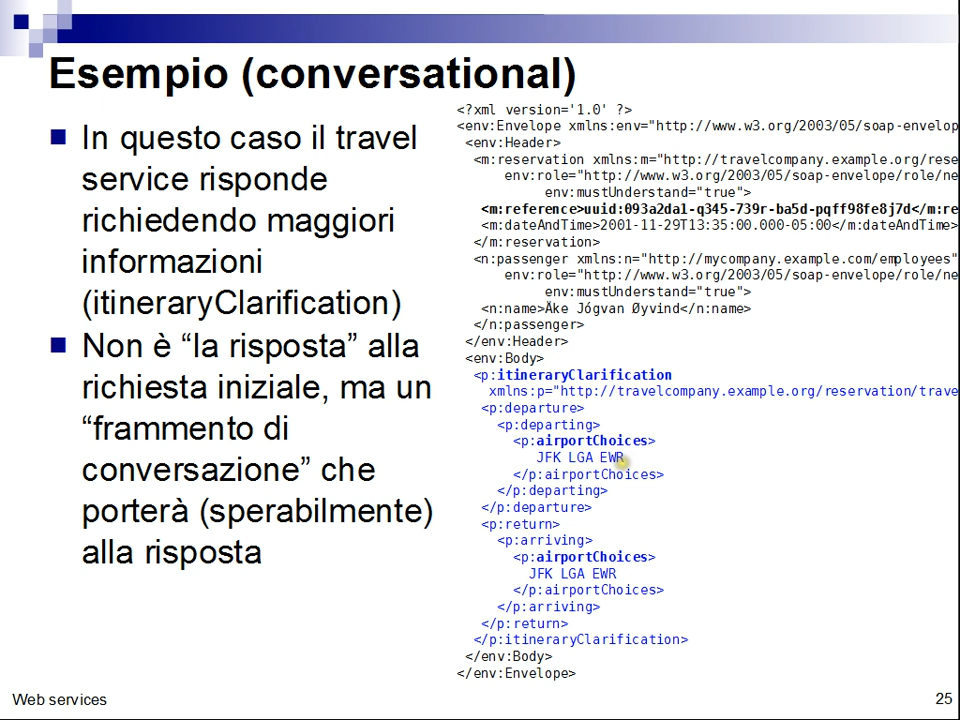 Esempio (conversational)
In questo caso il travel
service risponde
richiedendo maggiori
informazioni
(itineraryClarification)
Non è “la risposta” alla
richiesta iniziale, ma un
“frammento di
conversazione” che
porterà (sperabilmente)
alla risposta
<?xml version='1.0' ?>
<env:Envelope xmlns:env="http://www.w3.org/2003/05/soap-envelop
<env:Header>
<m:reservation xmlns:m="http://travelcompany.example.org/rese
env:role="http://www.w3.org/2003/05/soap-envelope/role/ne
env:mustUnderstand="true">
<m:reference>uuid:093a2da1-q345-739r-ba5d-pqff98fe8j7d</m:re
<m:dateAndTime>2001-11-29T13:35:00.000-05:00</m:dateAndTime>
</m:reservation>
<n:passenger xmlns:n="http://mycompany.example.com/employees"
env:role="http://www.w3.org/2003/05/soap-envelope/role/ne
env:mustUnderstand="true">
<n:name>Åke Jógvan Øyvind</n:name>
</n:passenger>
</env:Header>
<env:Body>
<p:itineraryClarification
xmlns:p="http://travelcompany.example.org/reservation/trave
<p:departure>
<p:departing>
<p:airportChoices>
JFK LGA EWR
</p:airportChoices>
</p:departing>
</p:departure>
<p:return>
<p:arriving>
<p:airportChoices>
JFK LGA EWR
</p:airportChoices>
</p:arriving>
</p:return>
</p:itineraryClarification>
</env:Body>
</env:Envelope>
Web services
25